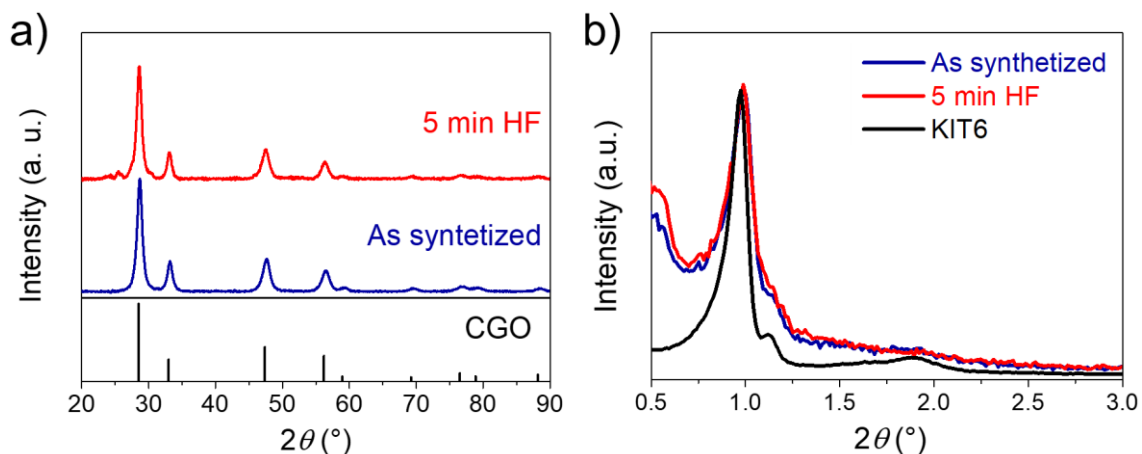 a)
Intensity (a. u.)
5 min HF
As syntetized
CGO
20 30 40 50 60 70 80 90
2θ (°)
b)
Intensity (a.u.)
As synthetized
5 min HF
KIT6
0.5 1.0 1.5 2.0 2.5 3.0
2θ (°)